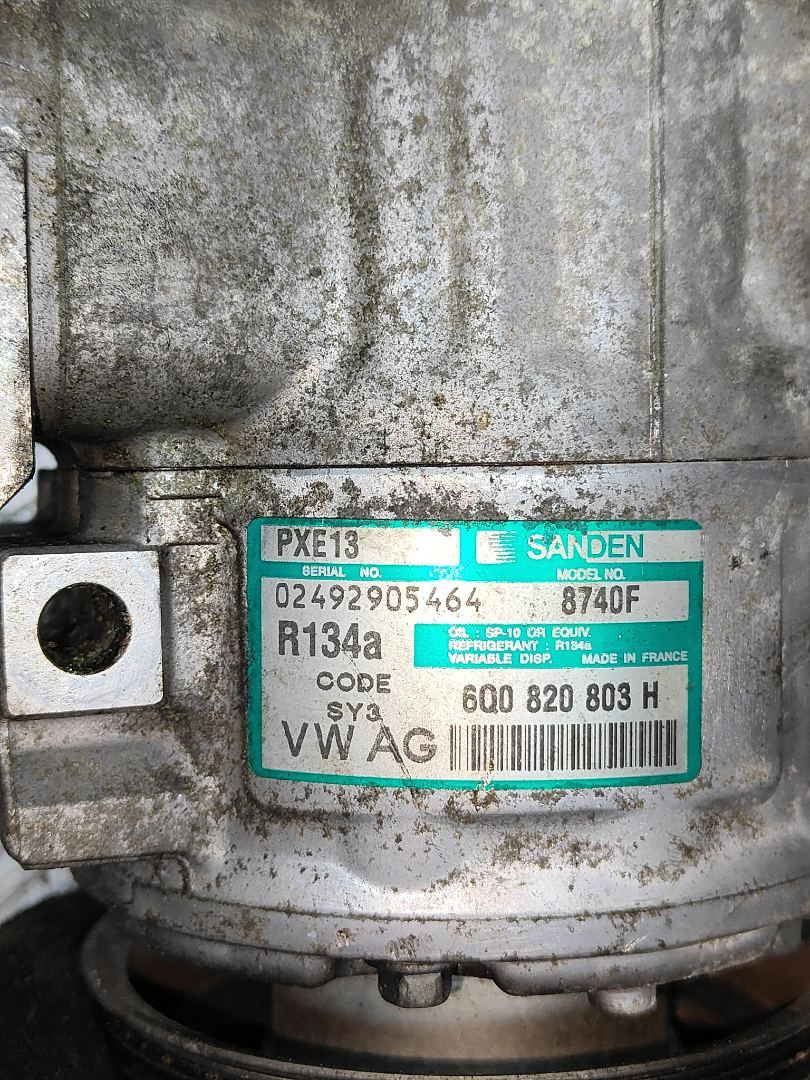 PXE13 SANDEN
SERIAL NO. MODEL NO.
02492905464 8740F
R134a
OIL : SP-10 OR EQUIV.
REFRIGERANT : R134a
VARIABLE DISP. MADE IN FRANCE
CODE
SY3
6Q0 820 803 H
VW AG